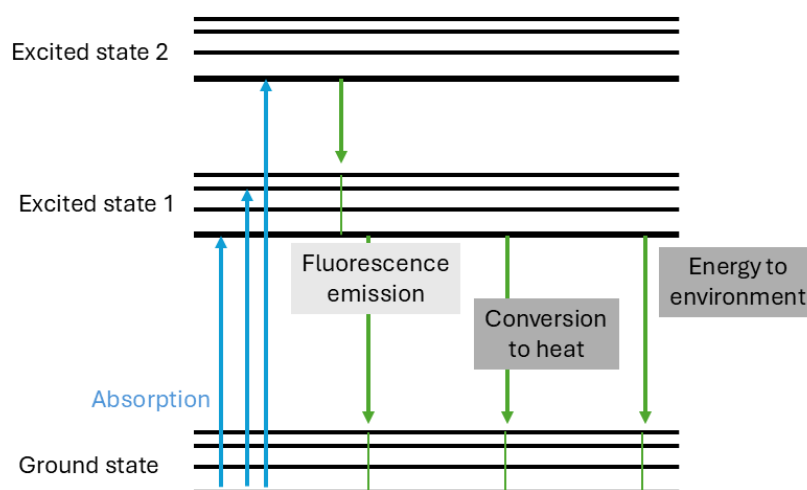 Excited state 2
Excited state 1
Fluorescence
emission
Energy to
environment
Conversion
to heat
Absorption
Ground state